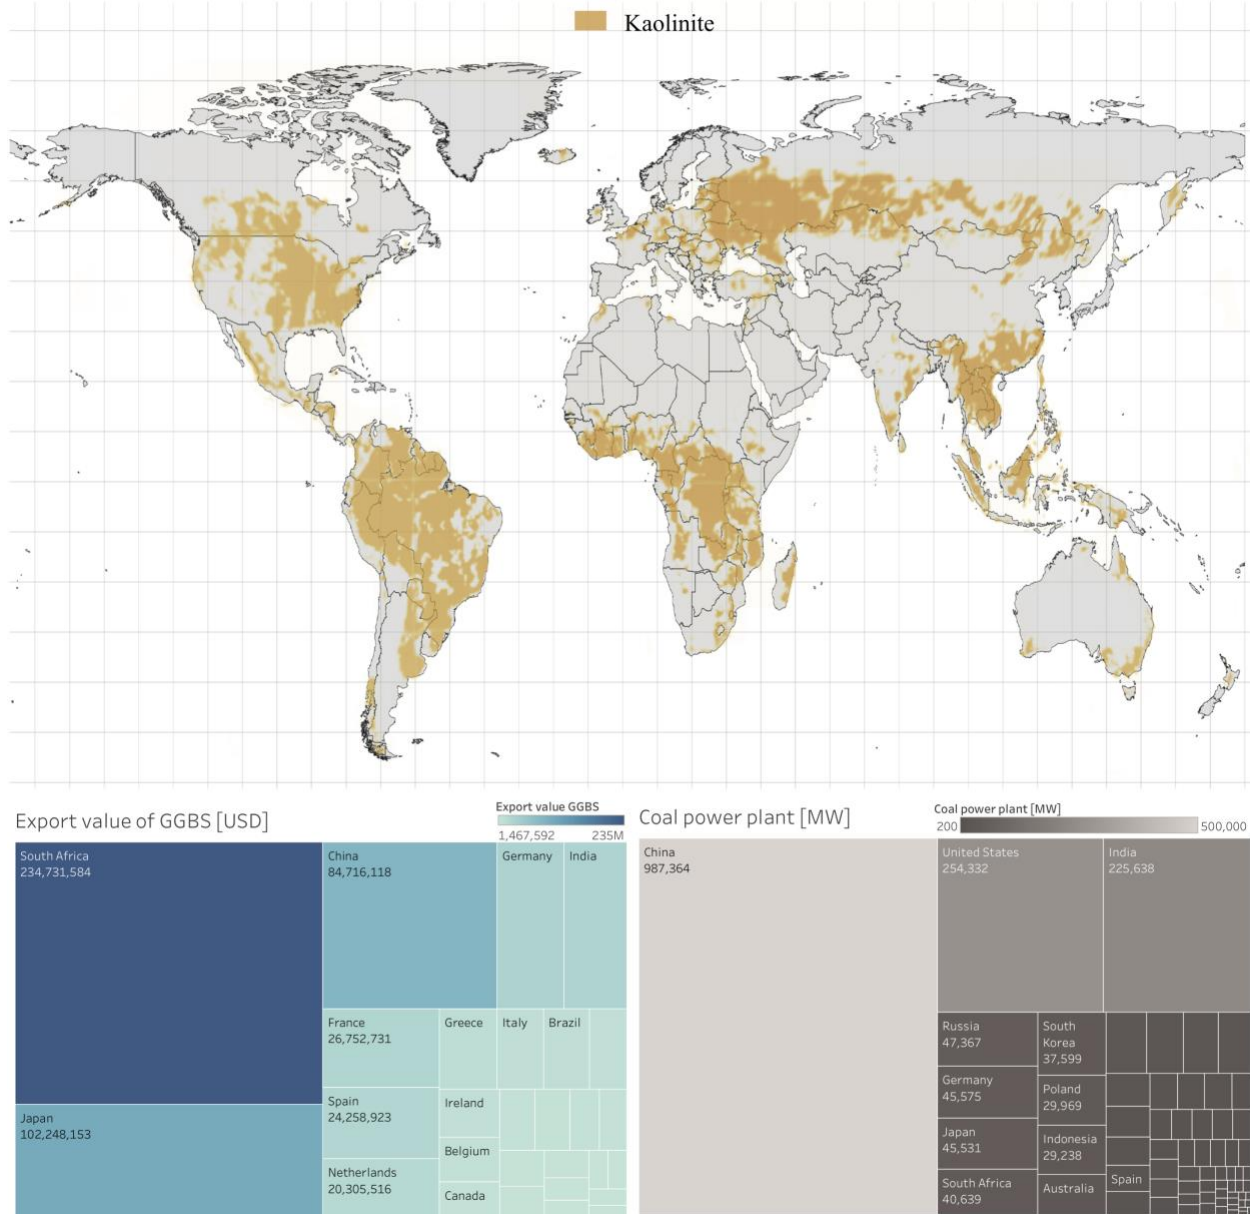 Kaolinite
Export value of GGBS [USD]
Export value GGBS
1,467,592 235M
South Africa
234,731,584
Japan
102,248,153
China
84,716,118
Germany
India
France
26,752,731
Spain
24,258,923
Netherlands
20,305,516
Greece
Italy
Brazil
Ireland
Belgium
Canada
Coal power plant [MW]
Coal power plant [MW]
200 500,000
China
987,364
United States
254,332
India
225,638
Russia
47,367
Germany
45,575
Japan
45,531
South Africa
40,639
South
Korea
37,599
Poland
29,969
Indonesia
29,238
Australia
Spain